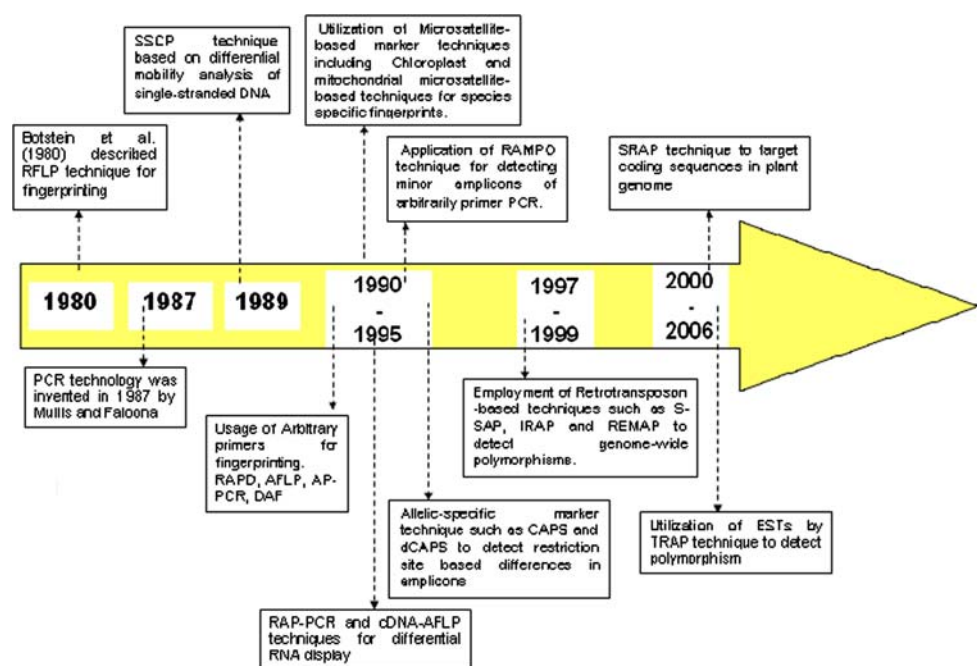 SSCP technique
based on differential
mobility analysis of
single-stranded DNA
Utilization of Microsatellite-
based marker techniques
including Chloroplast and
mitochondrial microsatellite-
based techniques for species
specific fingerprints.
Botstein et al.
(1980) described
RFLP technique for
fingerprinting
Application of RAMPO
technique for detecting
minor amplicons of
arbitrarily primer PCR.
SRAP technique to target
coding sequences in plant
genome
1980
1987
1989
1990
-
1995
1997
-
1999
2000
-
2006
PCR technology was
invented in 1987 by
Mullis and Faloona
Usage of Arbitrary
primers for
fingerprinting.
RAPD, AFLP, AP-
PCR, DAF
Employment of Retrotransposon
-based techniques such as S-
SAP, IRAP and REMAP to
detect genome-wide
polymorphisms.
Allelic-specific marker
technique such as CAPS and
dCAPS to detect restriction
site based differences in
amplicons
Utilization of ESTs by
TRAP technique to detect
polymorphism
RAP-PCR and cDNA-AFLP
techniques for differential
RNA display